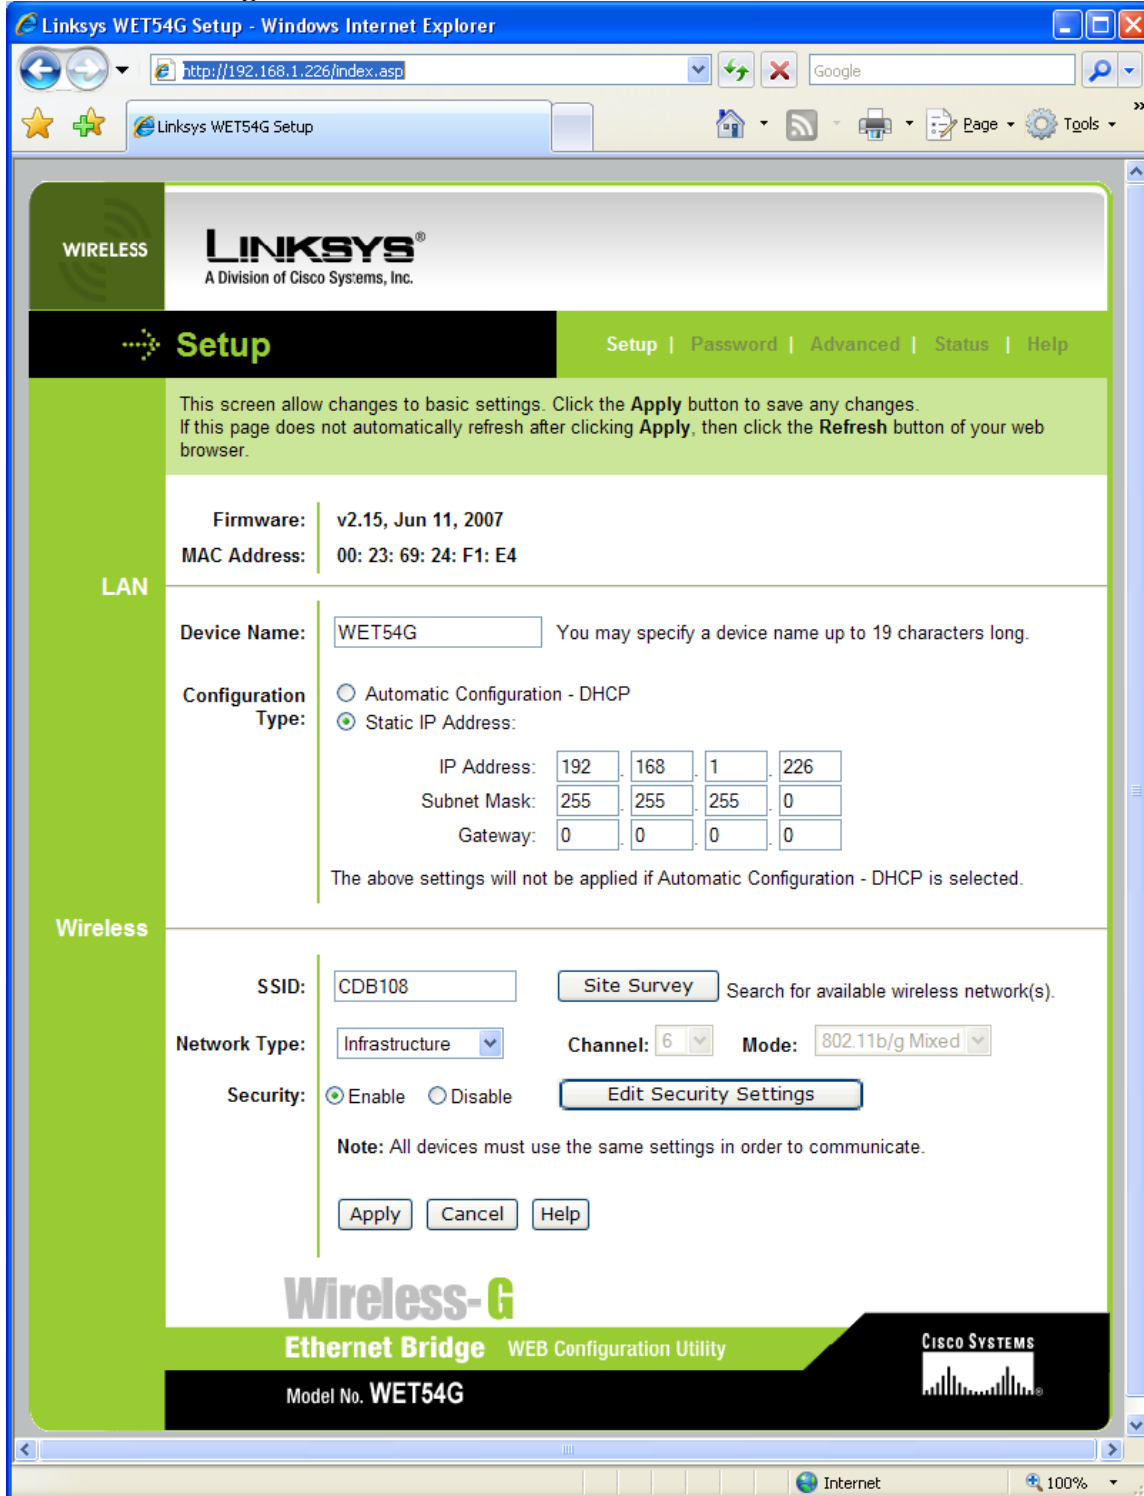 Linksys WET54G Setup - Windows Internet Explorer
http://192.168.1.226/index.asp
Google
Linksys WET54G Setup
Page
Tools
»
WIRELESS
LINKSYS®
A Division of Cisco Systems, Inc.
Setup
Setup | Password | Advanced | Status | Help
This screen allow changes to basic settings. Click the Apply button to save any changes.
If this page does not automatically refresh after clicking Apply, then click the Refresh button of your web
browser.
Firmware: v2.15, Jun 11, 2007
MAC Address: 00: 23: 69: 24: F1: E4
LAN
Device Name: WET54G You may specify a device name up to 19 characters long.
Configuration Type:
Automatic Configuration - DHCP
Static IP Address:
IP Address: 192 . 168 . 1 . 226
Subnet Mask: 255 . 255 . 255 . 0
Gateway: 0 . 0 . 0 . 0
The above settings will not be applied if Automatic Configuration - DHCP is selected.
Wireless
SSID: CDB108 Site Survey Search for available wireless network(s).
Network Type: Infrastructure Channel: 6 Mode: 802.11b/g Mixed
Security: Enable Disable Edit Security Settings
Note: All devices must use the same settings in order to communicate.
Apply Cancel Help
Wireless-G
Ethernet Bridge WEB Configuration Utility
Model No. WET54G
CISCO SYSTEMS
®
Internet 100%